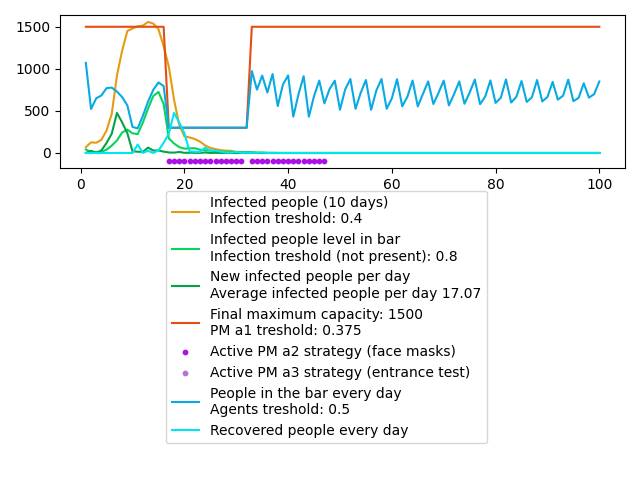 1500
1000
500
0
0 20 40 60 80 100
Infected people (10 days)
Infection treshold: 0.4
Infected people level in bar
Infection treshold (not present): 0.8
New infected people per day
Average infected people per day 17.07
Final maximum capacity: 1500
PM a1 treshold: 0.375
Active PM a2 strategy (face masks)
Active PM a3 strategy (entrance test)
People in the bar every day
Agents treshold: 0.5
Recovered people every day